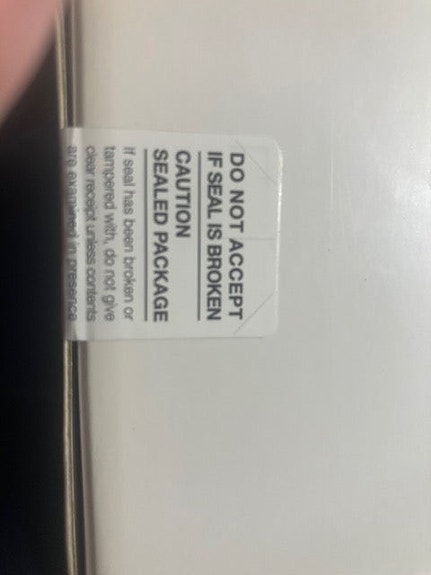 DO NOT ACCEPT
IF SEAL IS BROKEN
CAUTION
SEALED PACKAGE
If seal has been broken or
tampered with, do not give
clear receipt unless contents
are examined in presence